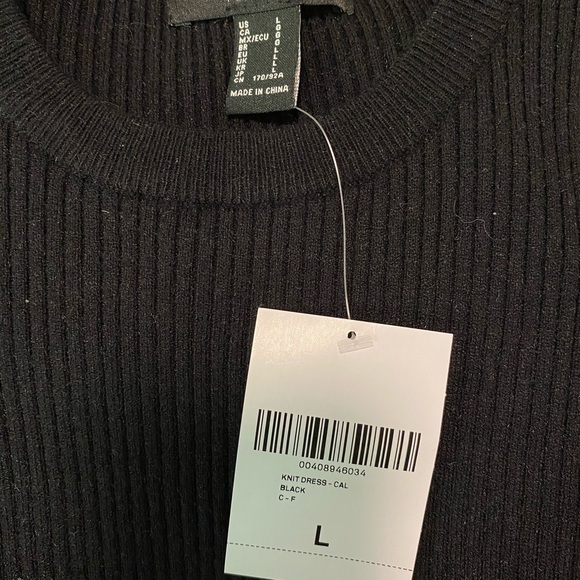 US L
CA G
MX/ECU G
BR G
EU L
UK L
KR L
JP L
CN 170/92A
MADE IN CHINA
00408946034
KNIT DRESS - CAL
BLACK
C - F
L